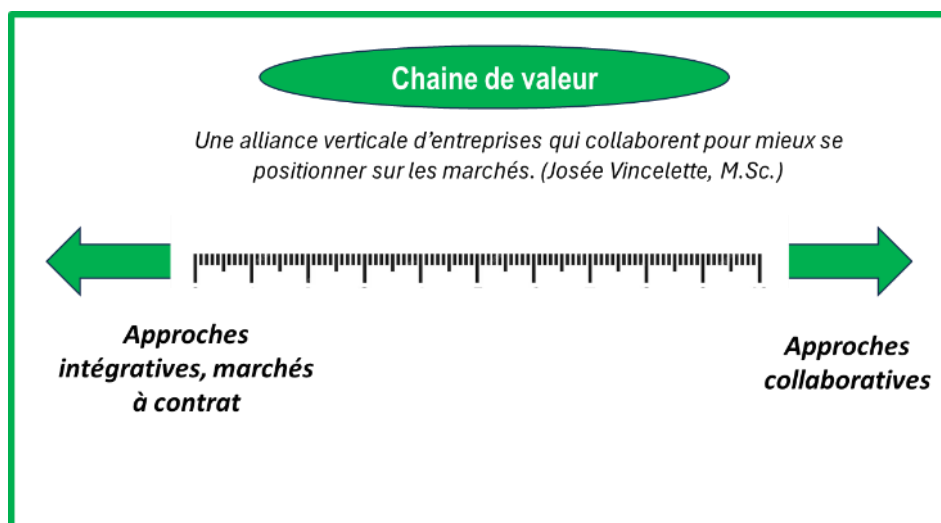 Chaine de valeur
Une alliance verticale d'entreprises qui collaborent pour mieux se
positionner sur les marchés. (Josée Vincelette, M.Sc.)
Approches
intégratives, marchés
à contrat
Approches
collaboratives